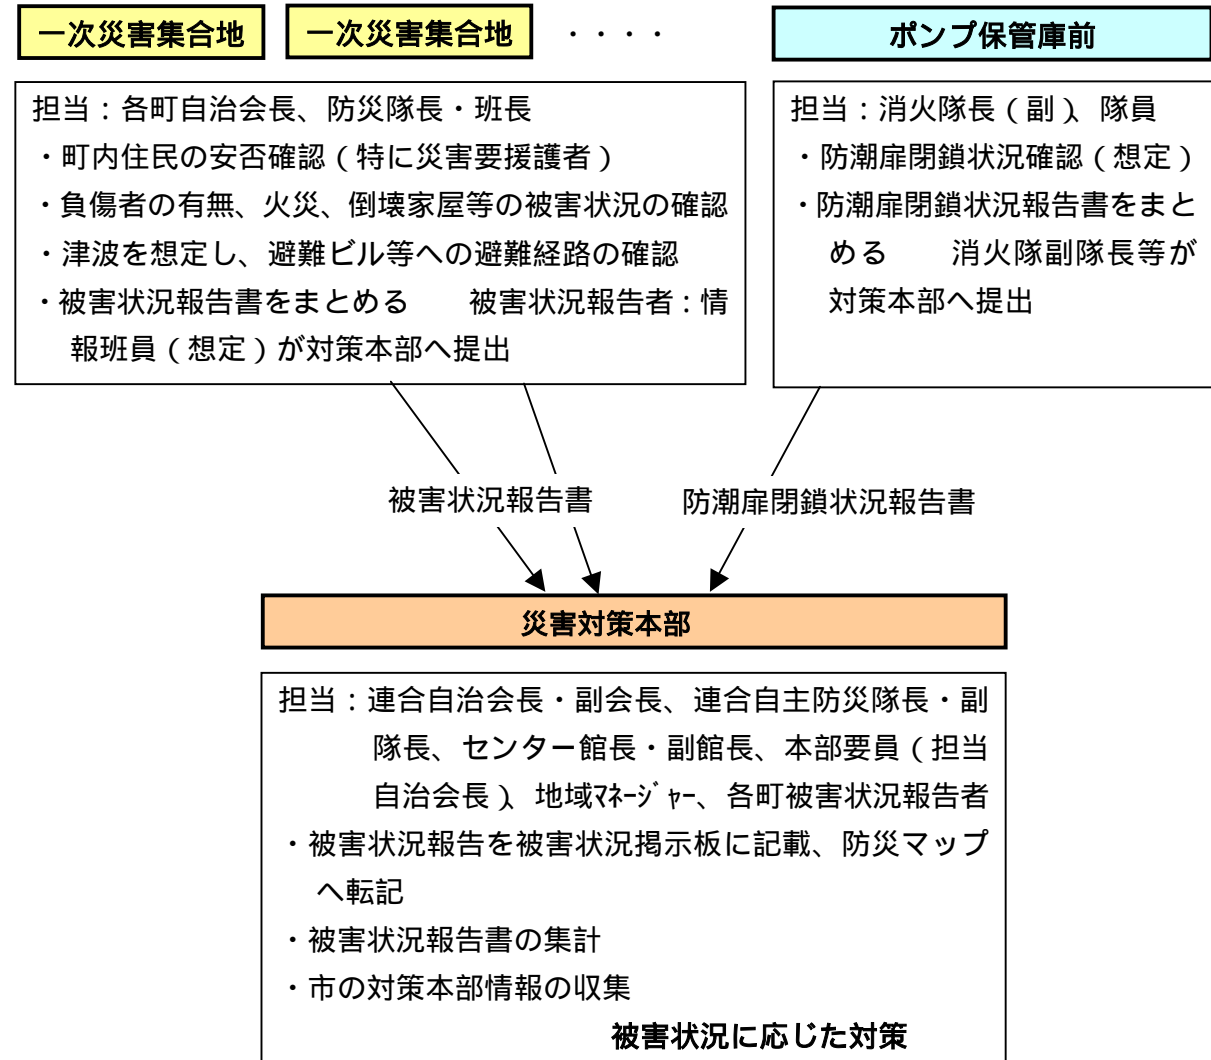 一次災害集合地
一次災害集合地
・・・・
ポンプ保管庫前
担当：各町自治会長、防災隊長・班長
・町内住民の安否確認（特に災害要援護者）
・負傷者の有無、火災、倒壊家屋等の被害状況の確認
・津波を想定し、避難ビル等への避難経路の確認
・被害状況報告書をまとめる　　被害状況報告者：情
報班員（想定）が対策本部へ提出
担当：消火隊長（副）、隊員
・防潮扉閉鎖状況確認（想定）
・防潮扉閉鎖状況報告書をまと
める　　消火隊副隊長等が
対策本部へ提出
被害状況報告書
防潮扉閉鎖状況報告書
災害対策本部
担当：連合自治会長・副会長、連合自主防災隊長・副
隊長、センター館長・副館長、本部要員（担当
自治会長）、地域ﾏﾈｰｼﾞｬｰ、各町被害状況報告者
・被害状況報告を被害状況掲示板に記載、防災マップ
へ転記
・被害状況報告書の集計
・市の対策本部情報の収集
被害状況に応じた対策